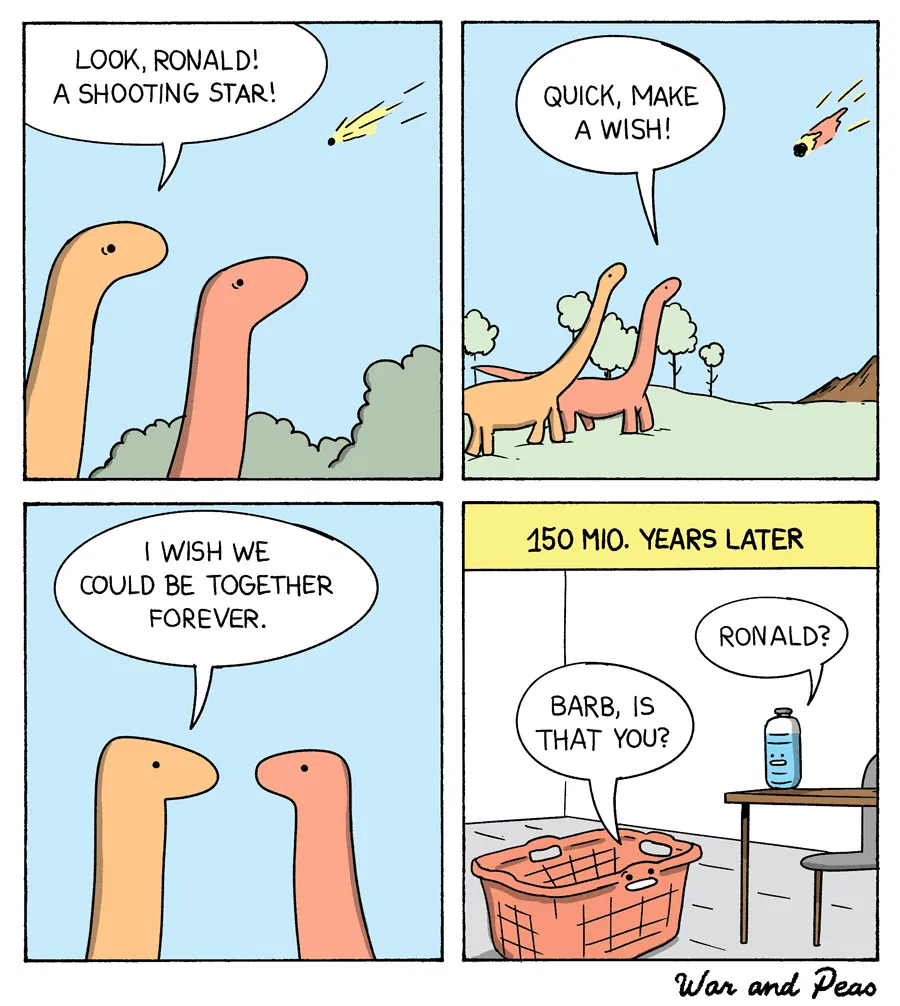 LOOK, RONALD!
A SHOOTING STAR!
QUICK, MAKE
A WISH!
I WISH WE
COULD BE TOGETHER
FOREVER.
150 MIO. YEARS LATER
RONALD?
BARB, IS
THAT YOU?
War and Peas